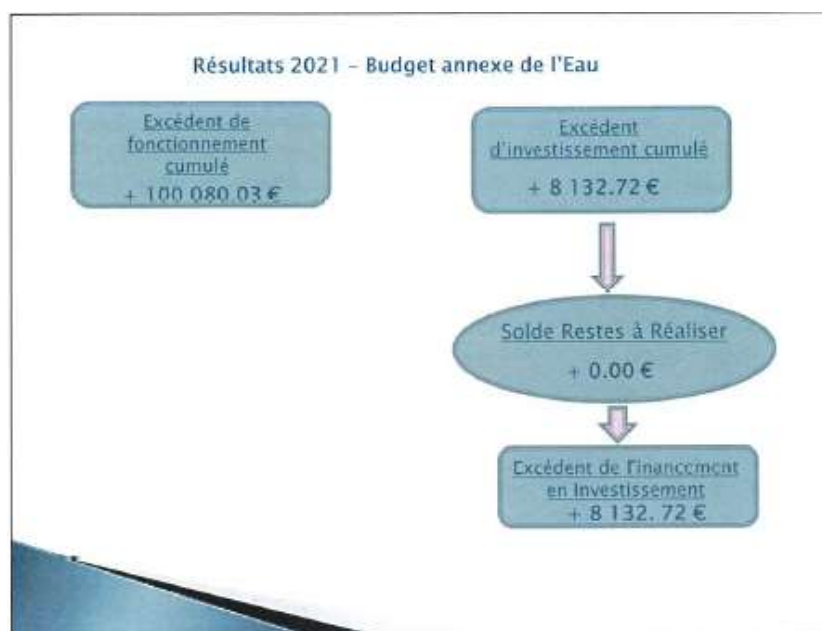 Résultats 2021 – Budget annexe de l'Eau
Excédent de
fonctionnement
cumulé
+ 100 080.03 €
Excédent
d'investissement cumulé
+ 8 132.72 €
Solde Restes à Réaliser
+ 0.00 €
Excédent de Financement
en Investissement
+ 8 132. 72 €